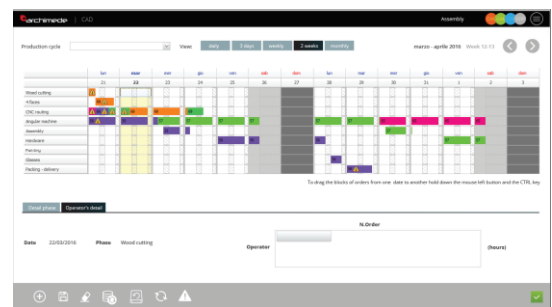 archimede | CAD
Assembly
Production cycle
View: daily 3 days weekly 2 weeks monthly
marzo - aprile 2016 Week 12-13
lun mar mer gio ven sab dom lun mar mer gio ven sab dom
21 22 23 24 25 26 27 28 29 30 31 1 2 3
Wood cutting
4 faces
CNC routing
Angular machine
Assembly
Hardware
Painting
Glasses
Packing - delivery
To drag the blocks of orders from one date to another hold down the mouse left button and the CTRL key
Detail phase Operator's detail
N.Order
Date 22/03/2016 Phase Wood cutting
Operator
(hours)